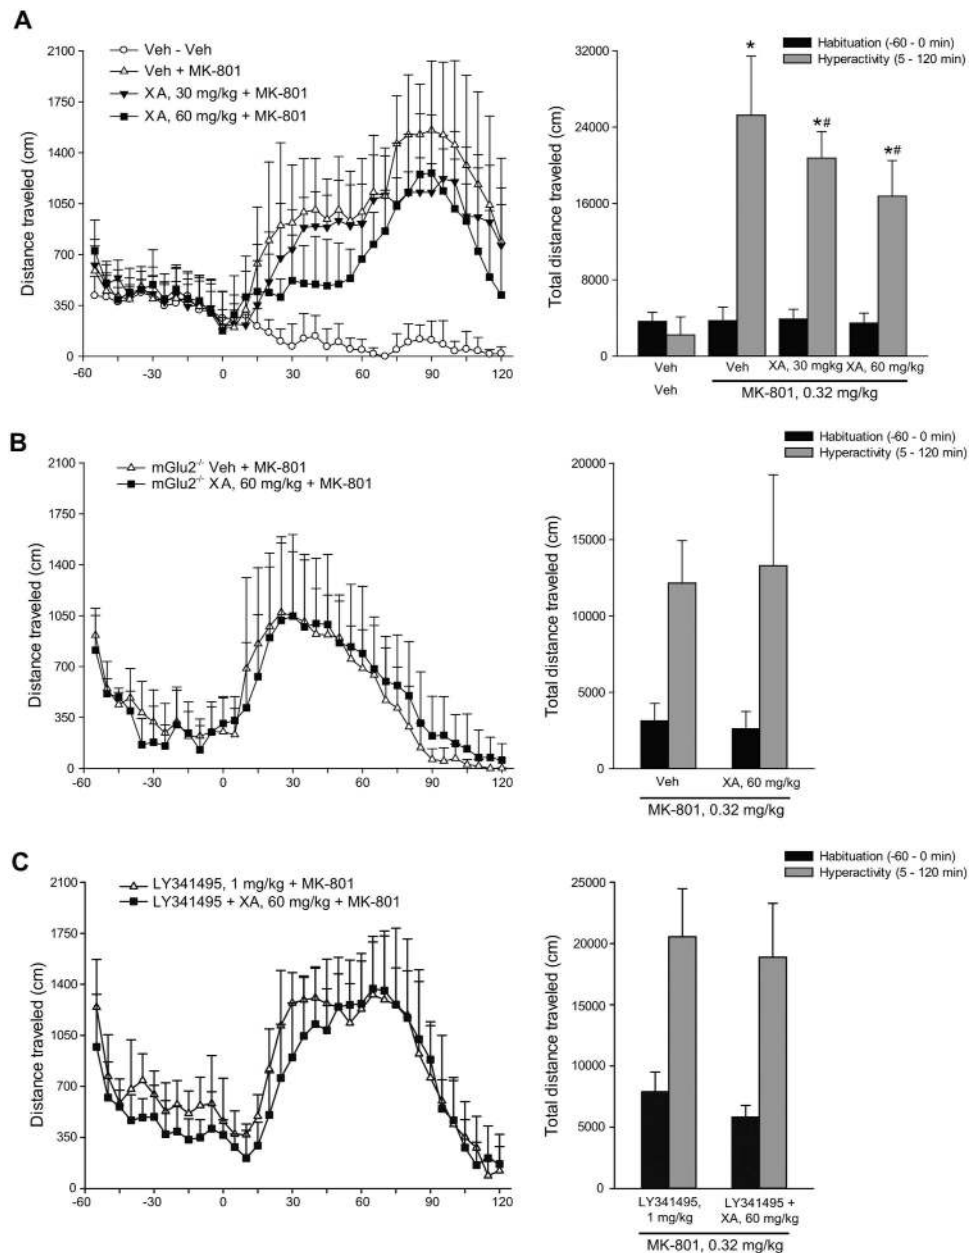 A
Veh - Veh
Veh + MK-801
XA, 30 mg/kg + MK-801
XA, 60 mg/kg + MK-801
Distance traveled (cm)
2100
1750
1400
1050
700
350
0
-60 -30 0 30 60 90 120
Habituation (-60 - 0 min)
Hyperactivity (5 - 120 min)
Total distance traveled (cm)
32000
24000
16000
8000
0
* *# *#
Veh Veh XA, 30 mgkg XA, 60 mg/kg
Veh MK-801, 0.32 mg/kg
B
mGlu2-/- Veh + MK-801
mGlu2-/- XA, 60 mg/kg + MK-801
Distance traveled (cm)
2100
1750
1400
1050
700
350
0
-60 -30 0 30 60 90 120
Habituation (-60 - 0 min)
Hyperactivity (5 - 120 min)
Total distance traveled (cm)
20000
15000
10000
5000
0
Veh XA, 60 mg/kg
MK-801, 0.32 mg/kg
C
LY341495, 1 mg/kg + MK-801
LY341495 + XA, 60 mg/kg + MK-801
Distance traveled (cm)
2100
1750
1400
1050
700
350
0
-60 -30 0 30 60 90 120
Habituation (-60 - 0 min)
Hyperactivity (5 - 120 min)
Total distance traveled (cm)
25000
20000
15000
10000
5000
0
LY341495, LY341495 +
1 mg/kg XA, 60 mg/kg
MK-801, 0.32 mg/kg